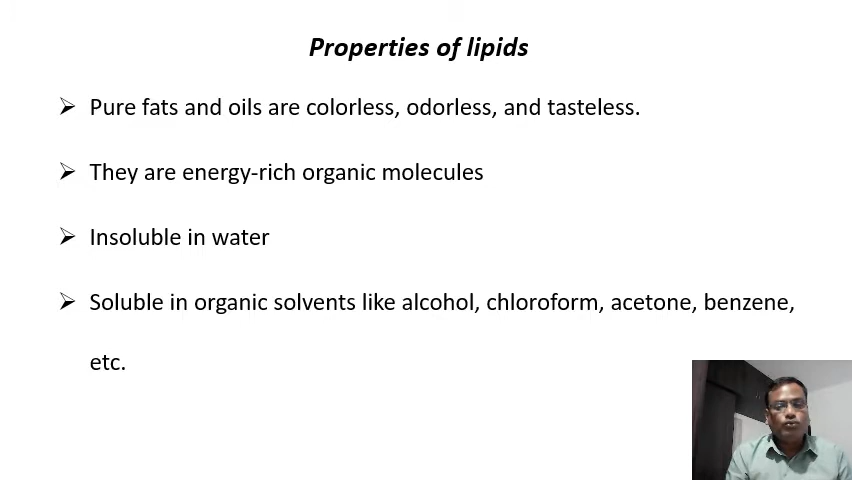 Properties of lipids
➢ Pure fats and oils are colorless, odorless, and tasteless.
➢ They are energy-rich organic molecules
➢ Insoluble in water
➢ Soluble in organic solvents like alcohol, chloroform, acetone, benzene,
etc.